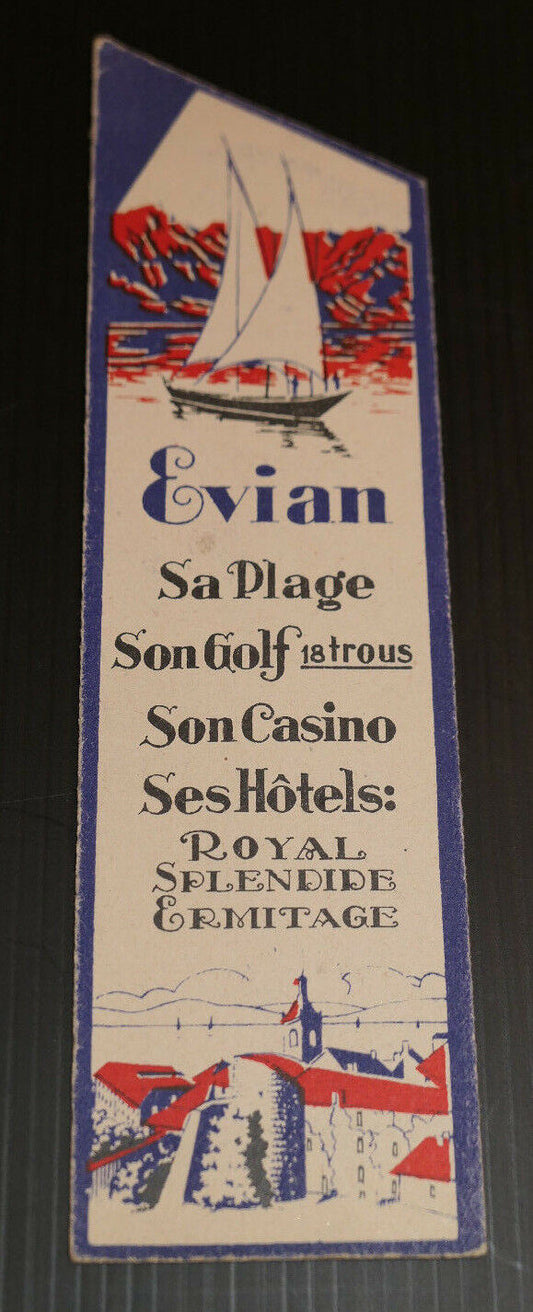 Evian
Sa Plage
Son Golf 18 trous
Son Casino
Ses Hôtels:
ROYAL
SPLENDIDE
ERMITAGE